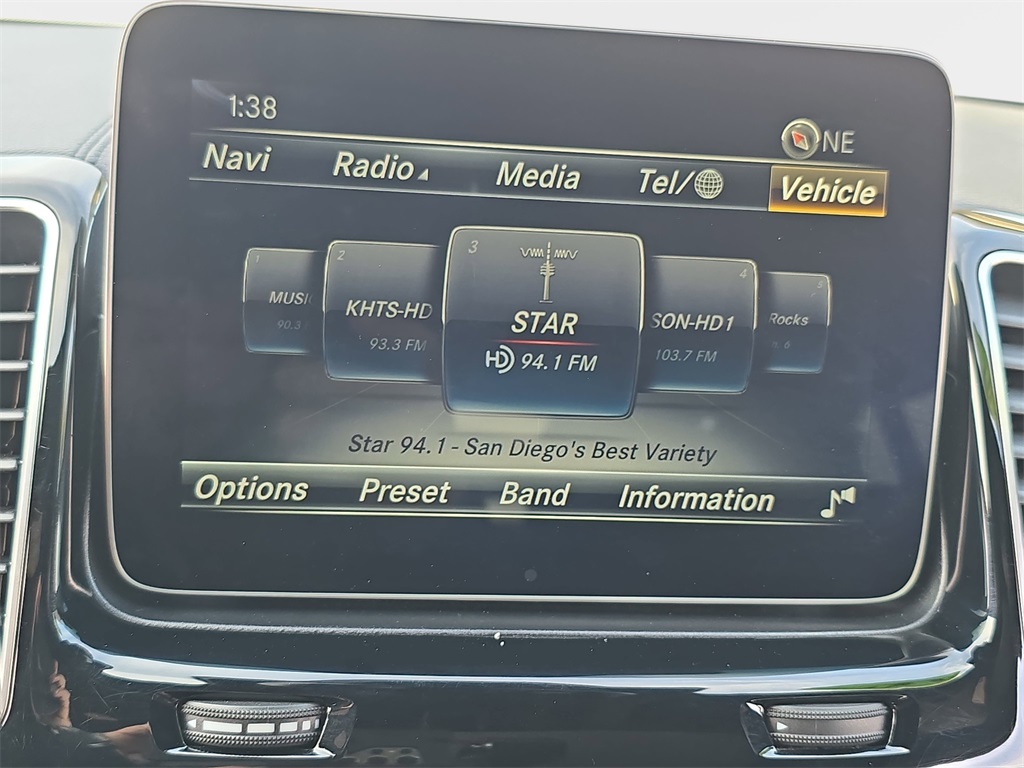 1:38
NE
Navi Radio Media Tel/ Vehicle
1 2 3 4 5
MUSI KHTS-HD STAR SON-HD1 Rocks
90.3 93.3 FM HD 94.1 FM 103.7 FM
Star 94.1 - San Diego's Best Variety
Options Preset Band Information